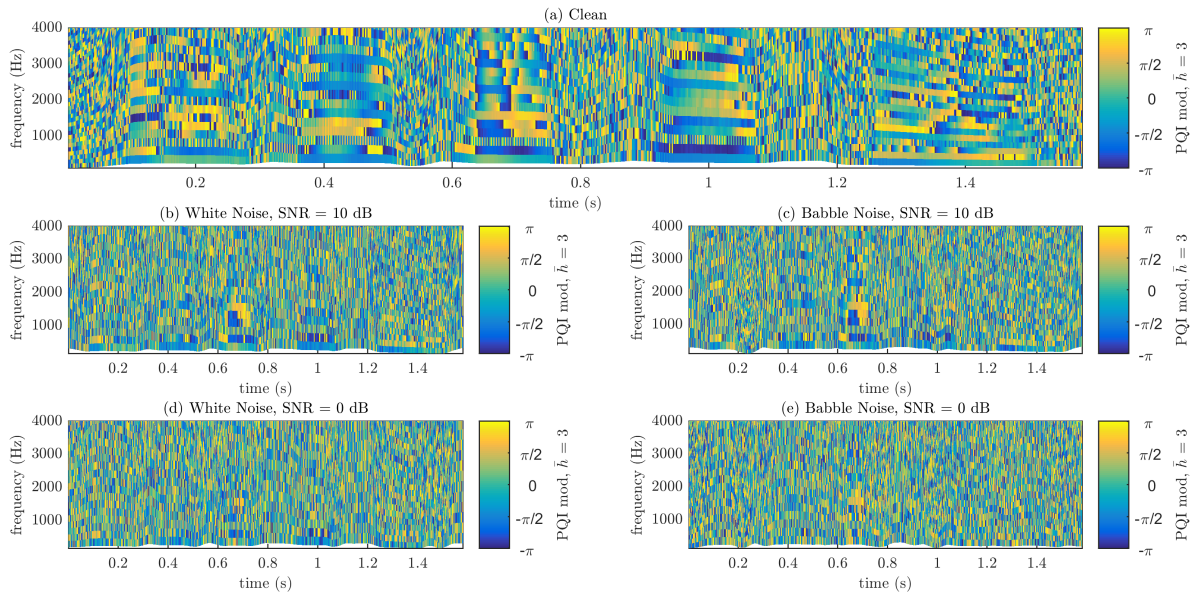 (a) Clean
frequency (Hz)
4000
3000
2000
1000
0.2 0.4 0.6 0.8 1 1.2 1.4
time (s)
π
π/2
0
-π/2
-π
PQI mod, h̄ = 3
(b) White Noise, SNR = 10 dB
frequency (Hz)
4000
3000
2000
1000
0.2 0.4 0.6 0.8 1 1.2 1.4
time (s)
π
π/2
0
-π/2
-π
PQI mod, h̄ = 3
(c) Babble Noise, SNR = 10 dB
frequency (Hz)
4000
3000
2000
1000
0.2 0.4 0.6 0.8 1 1.2 1.4
time (s)
π
π/2
0
-π/2
-π
PQI mod, h̄ = 3
(d) White Noise, SNR = 0 dB
frequency (Hz)
4000
3000
2000
1000
0.2 0.4 0.6 0.8 1 1.2 1.4
time (s)
π
π/2
0
-π/2
-π
PQI mod, h̄ = 3
(e) Babble Noise, SNR = 0 dB
frequency (Hz)
4000
3000
2000
1000
0.2 0.4 0.6 0.8 1 1.2 1.4
time (s)
π
π/2
0
-π/2
-π
PQI mod, h̄ = 3